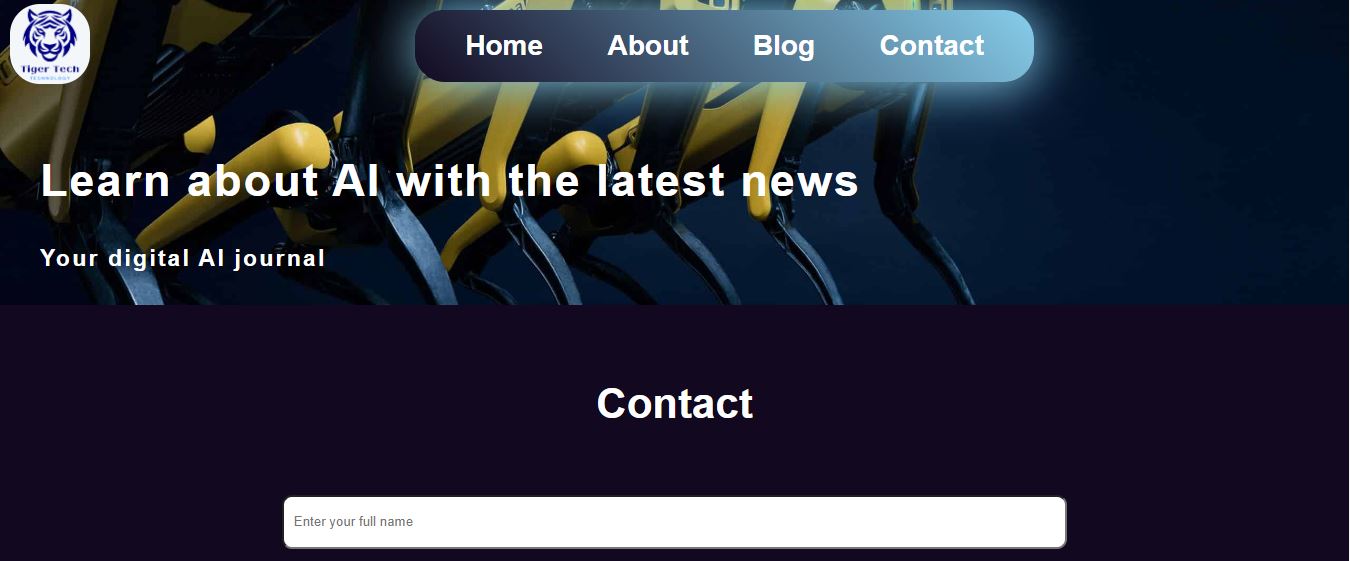 Tiger Tech
TECHNOLOGY
Home About Blog Contact
Learn about AI with the latest news
Your digital AI journal
Contact
Enter your full name